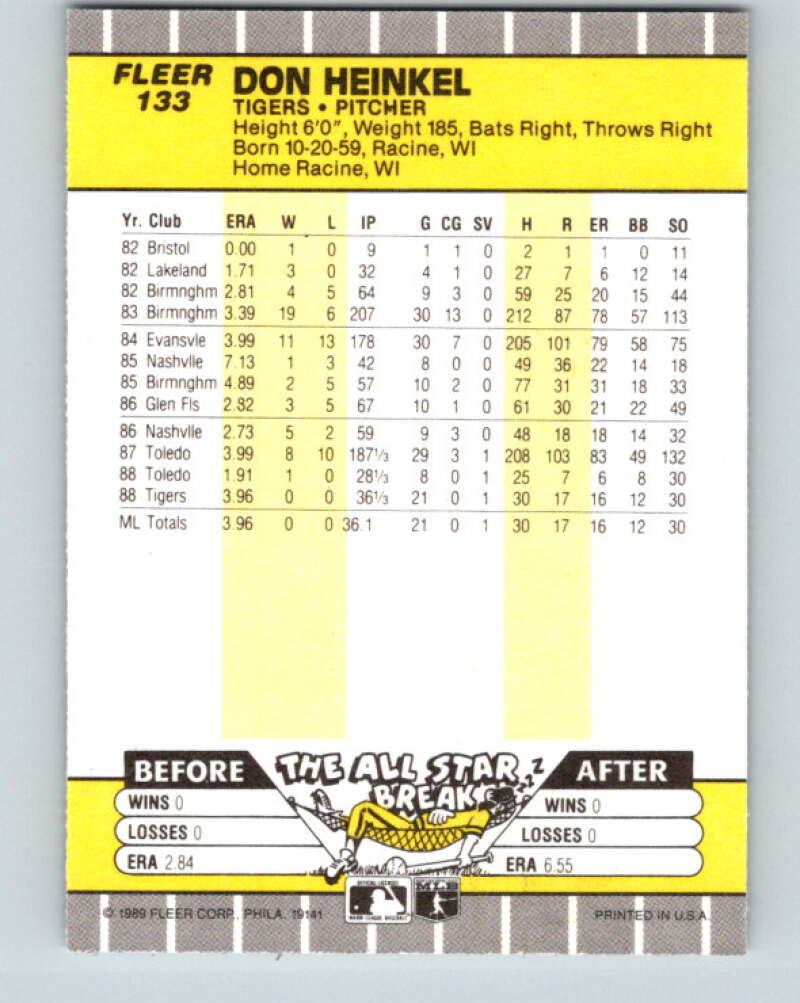 FLEER
133
DON HEINKEL
TIGERS • PITCHER
Height 6'0", Weight 185, Bats Right, Throws Right
Born 10-20-59, Racine, WI
Home Racine, WI
Yr. Club ERA W L IP G CG SV H R ER BB SO
82 Bristol 0.00 1 0 9 1 1 0 2 1 1 0 11
82 Lakeland 1.71 3 0 32 4 1 0 27 7 6 12 14
82 Birmnghm 2.81 4 5 64 9 3 0 59 25 20 15 44
83 Birmnghm 3.39 19 6 207 30 13 0 212 87 78 57 113
84 Evansvle 3.99 11 13 178 30 7 0 205 101 79 58 75
85 Nashvlle 7.13 1 3 42 8 0 0 49 36 22 14 18
85 Birmnghm 4.89 2 5 57 10 2 0 77 31 31 18 33
86 Glen Fls 2.82 3 5 67 10 1 0 61 30 21 22 49
86 Nashvlle 2.73 5 2 59 9 3 0 48 18 18 14 32
87 Toledo 3.99 8 10 187⅓ 29 3 1 208 103 83 49 132
88 Toledo 1.91 1 0 28⅓ 8 0 1 25 7 6 8 30
88 Tigers 3.96 0 0 36⅓ 21 0 1 30 17 16 12 30
ML Totals 3.96 0 0 36.1 21 0 1 30 17 16 12 30
BEFORE THE ALL STAR BREAK ZZZ AFTER
WINS 0 WINS 0
LOSSES 0 LOSSES 0
ERA 2.84 ERA 6.55
OFFICIAL LICENSEE
MAJOR LEAGUE BASEBALL
© 1989 FLEER CORP., PHILA. 19141 PRINTED IN U.S.A.